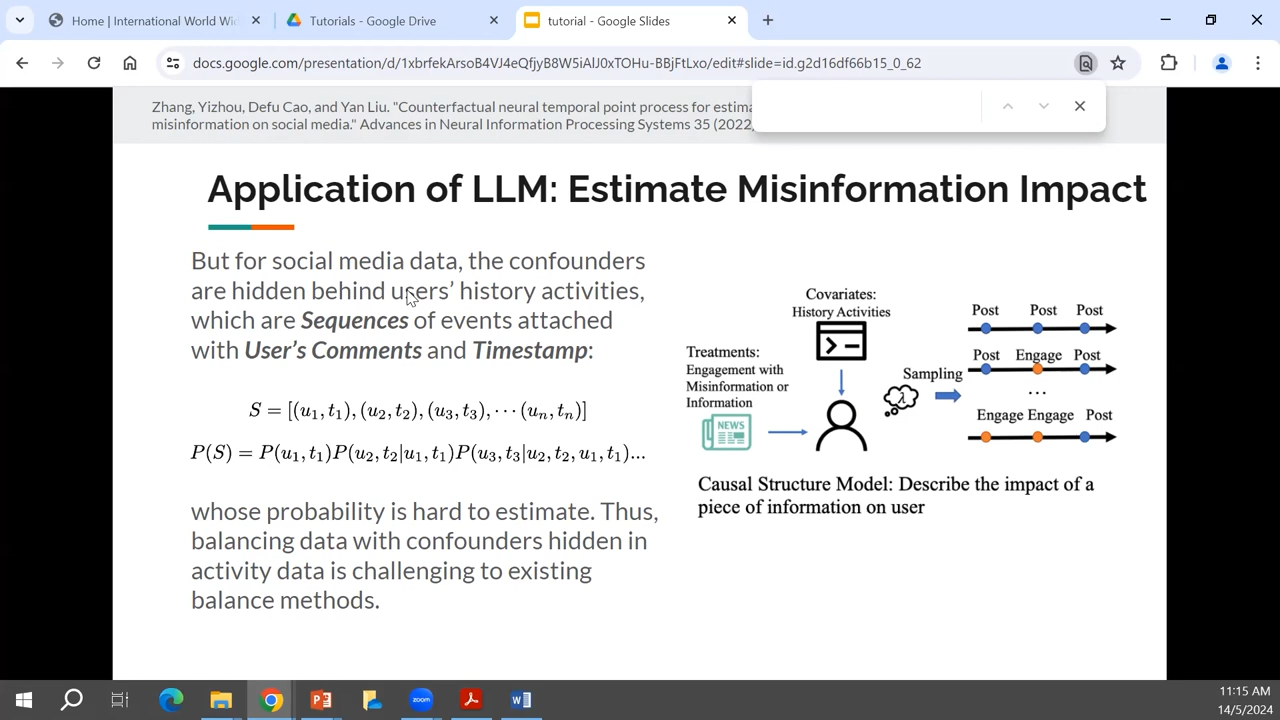 Home | International World Wid
Tutorials - Google Drive
tutorial - Google Slides
docs.google.com/presentation/d/1xbrfekArsoB4VJ4eQfjyB8W5iAlJ0xTOHu-BBjFtLxo/edit#slide=id.g2d16df66b15_0_62
Zhang, Yizhou, Defu Cao, and Yan Liu. "Counterfactual neural temporal point process for estima
misinformation on social media." Advances in Neural Information Processing Systems 35 (2022)
Application of LLM: Estimate Misinformation Impact
But for social media data, the confounders
are hidden behind users’ history activities,
which are Sequences of events attached
with User's Comments and Timestamp:
S = [(u₁, t₁), (u₂, t₂), (u₃, t₃), ⋯ (uₙ, tₙ)]
P(S) = P(u₁, t₁)P(u₂, t₂|u₁, t₁)P(u₃, t₃|u₂, t₂, u₁, t₁)...
whose probability is hard to estimate. Thus,
balancing data with confounders hidden in
activity data is challenging to existing
balance methods.
Covariates:
History Activities
Treatments:
Engagement with
Misinformation or
Information
NEWS
λ
Sampling
Post Post Post
Post Engage Post
...
Engage Engage Post
Causal Structure Model: Describe the impact of a
piece of information on user
zoom
11:15 AM
14/5/2024